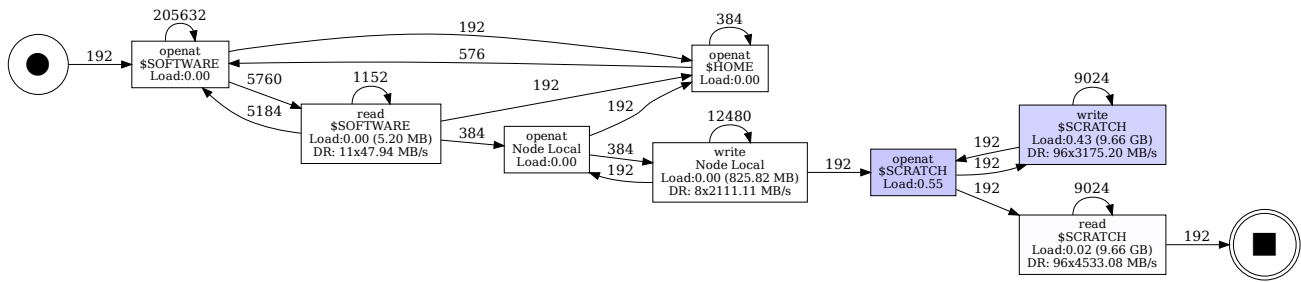 192
205632
openat
$SOFTWARE
Load:0.00
192
576
5760
5184
384
openat
$HOME
Load:0.00
1152
read
$SOFTWARE
Load:0.00 (5.20 MB)
DR: 11x47.94 MB/s
192
384
openat
Node Local
Load:0.00
192
384
192
12480
write
Node Local
Load:0.00 (825.82 MB)
DR: 8x2111.11 MB/s
192
openat
$SCRATCH
Load:0.55
192
192
192
9024
write
$SCRATCH
Load:0.43 (9.66 GB)
DR: 96x3175.20 MB/s
9024
read
$SCRATCH
Load:0.02 (9.66 GB)
DR: 96x4533.08 MB/s
192